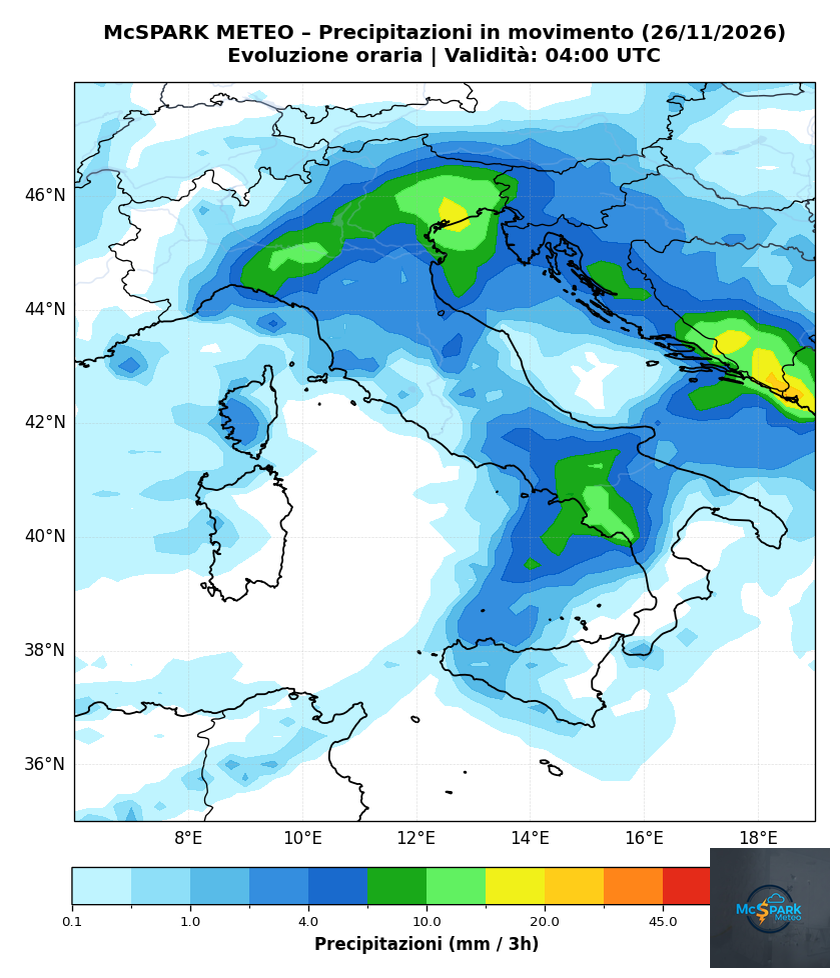 McSPARK METEO – Precipitazioni in movimento (26/11/2026)
Evoluzione oraria | Validità: 04:00 UTC
46°N
44°N
42°N
40°N
38°N
36°N
8°E 10°E 12°E 14°E 16°E 18°E
0.1 1.0 4.0 10.0 20.0 45.0
Precipitazioni (mm / 3h)
McSPARK
Meteo